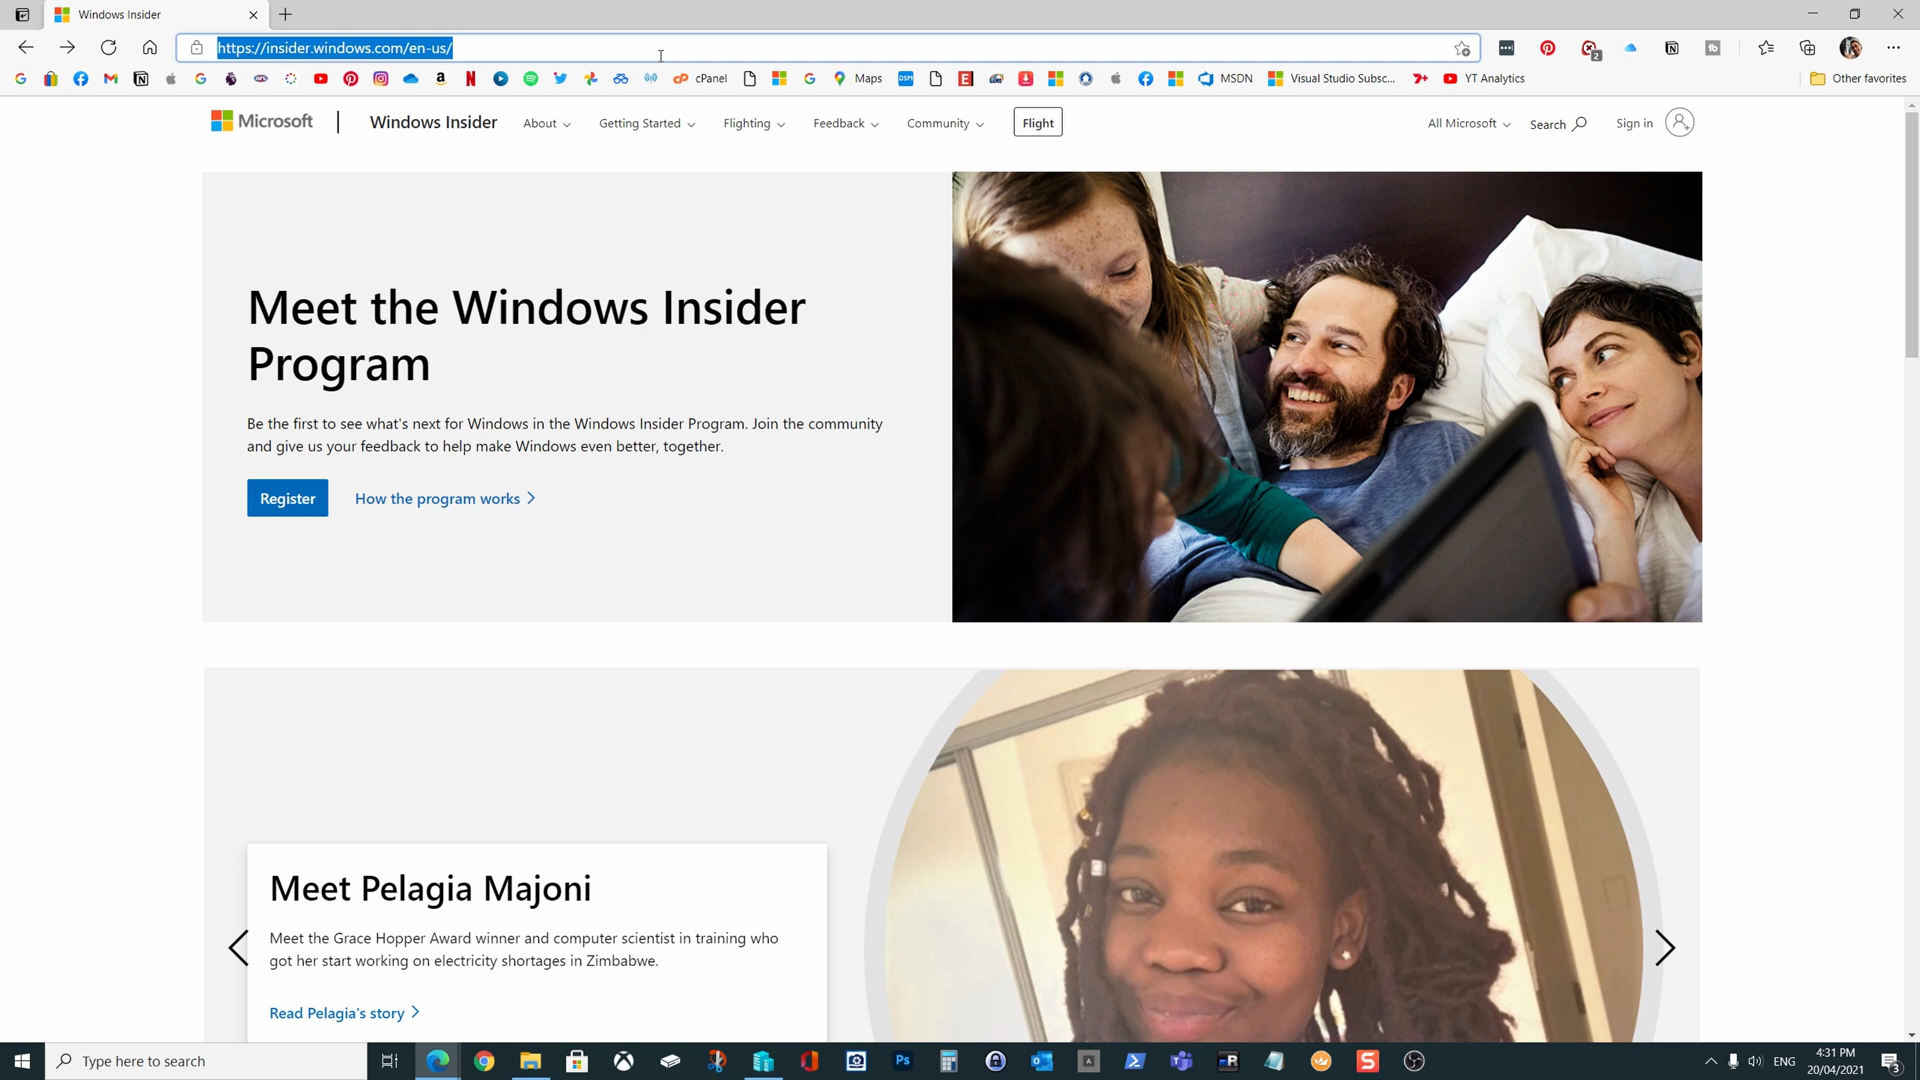 Windows Insider
https://insider.windows.com/en-us/
2
cPanel
Maps
DSM
MSDN
Visual Studio Subsc...
YT Analytics
Other favorites
Microsoft
Windows Insider
About
Getting Started
Flighting
Feedback
Community
Flight
All Microsoft
Search
Sign in
Meet the Windows Insider
Program
Be the first to see what's next for Windows in the Windows Insider Program. Join the community
and give us your feedback to help make Windows even better, together.
Register
How the program works
Meet Pelagia Majoni
Meet the Grace Hopper Award winner and computer scientist in training who
got her start working on electricity shortages in Zimbabwe.
Read Pelagia's story
Type here to search
Ps
ENG
4:31 PM
20/04/2021
3